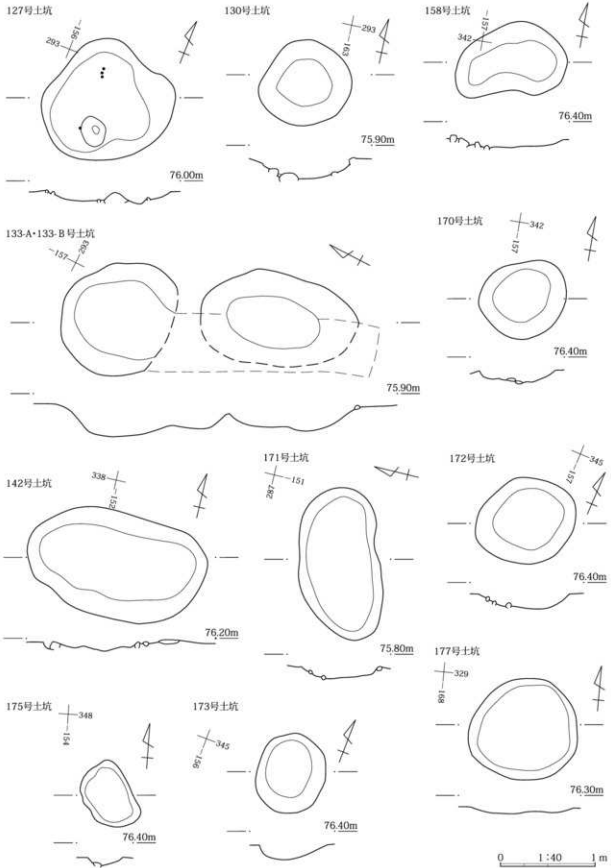 127号土坑
293
-156
76.00m
130号土坑
293
163
75.90m
158号土坑
-157
342
76.40m
133-A・133-B号土坑
-157
293
75.90m
170号土坑
342
157
76.40m
142号土坑
338
-152
76.20m
171号土坑
-151
287
75.80m
172号土坑
345
157
76.40m
175号土坑
348
-154
76.40m
173号土坑
345
156
76.40m
177号土坑
329
-168
76.30m
0 1:40 1 m